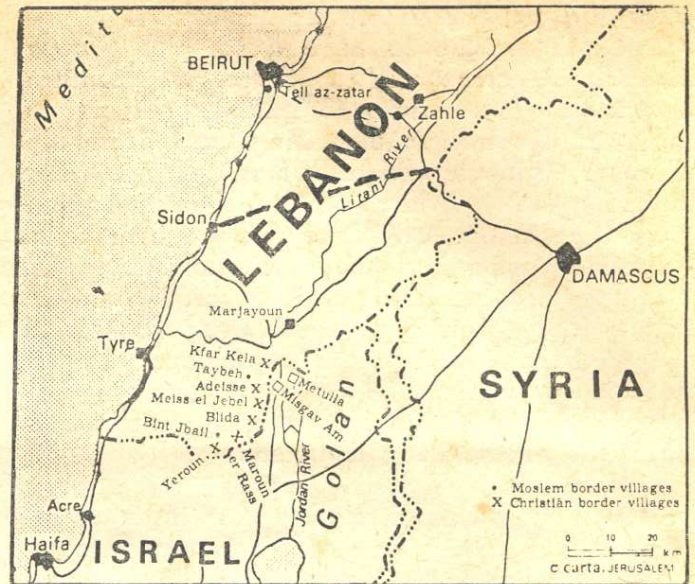 Medit
BEIRUT
Tell az-zatar
Zahle
LEBANON
River
Litani
Sidon
DAMASCUS
Marjayoun
Tyre
Kfar Kela X
Taybeh •
Adeisse X
Meiss el Jebel X
Blida X
Bint Jbail •
Yeroun X
Maroun
er Rass X
Metulla
Misgav Am
Jordan River
Golan
SYRIA
• Moslem border villages
X Christian border villages
Acre
Haifa
ISRAEL
0 10 20 km
© carta, JERUSALEM